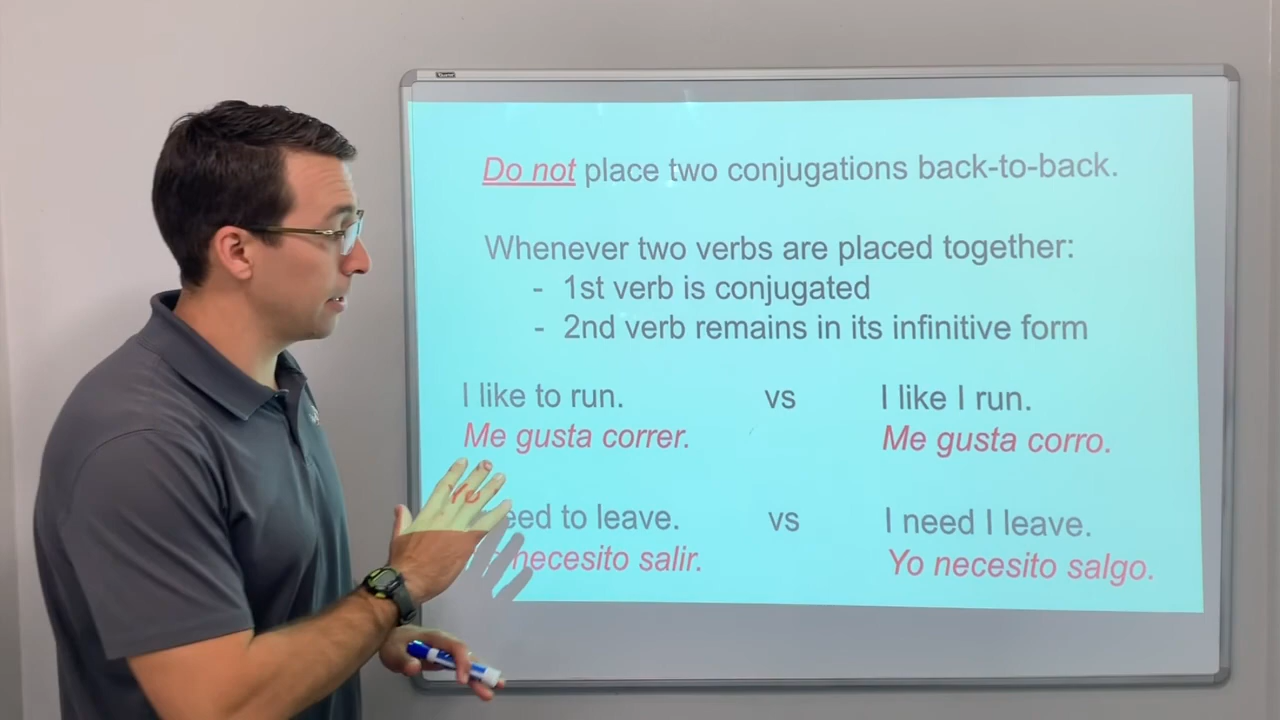 Do not place two conjugations back-to-back.
Whenever two verbs are placed together:
- 1st verb is conjugated
- 2nd verb remains in its infinitive form
I like to run. vs I like I run.
Me gusta correr. Me gusta corro.
eed to leave. vs I need I leave.
Yo necesito salir. Yo necesito salgo.